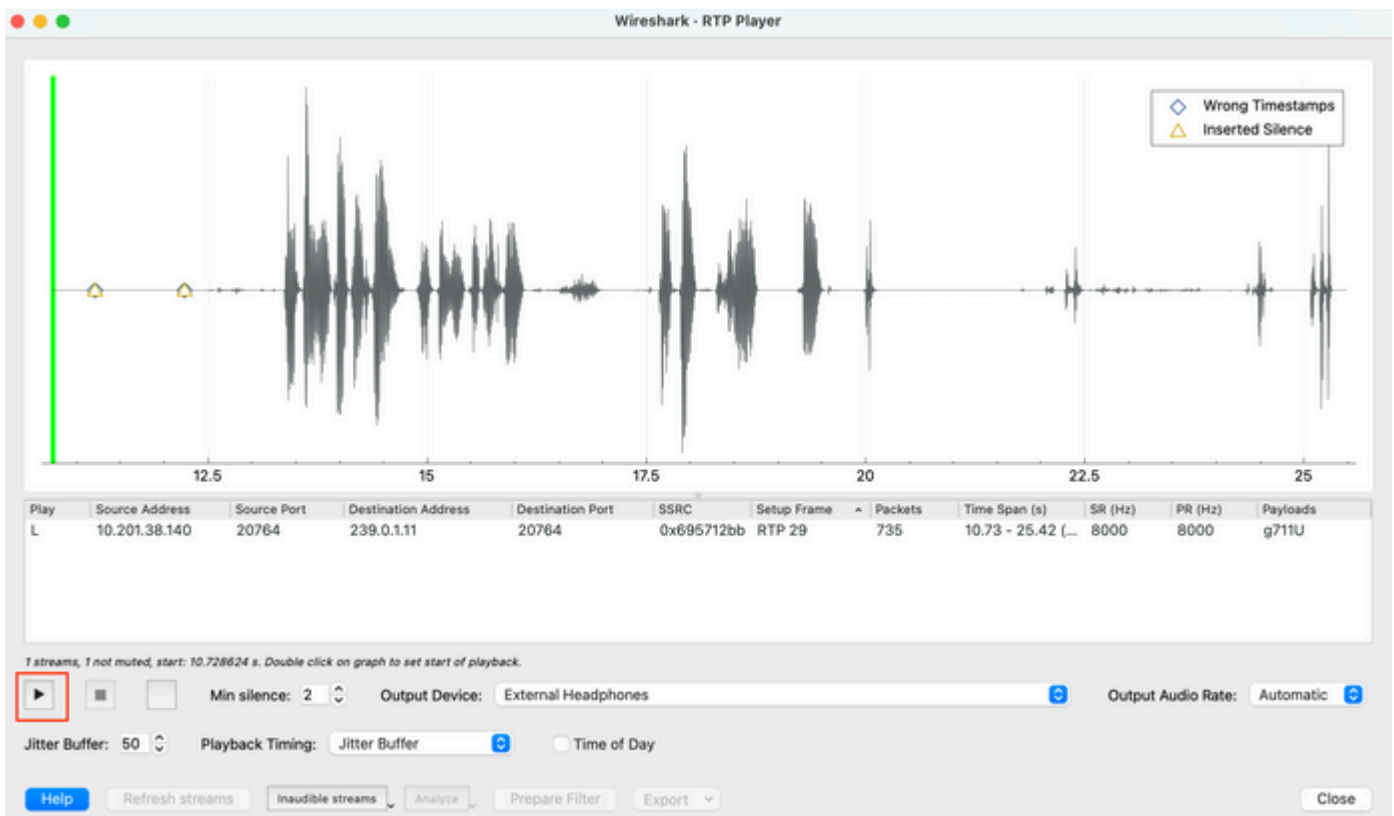 Wireshark - RTP Player
Wrong Timestamps
Inserted Silence
12.5 15 17.5 20 22.5 25
Play Source Address Source Port Destination Address Destination Port SSRC Setup Frame Packets Time Span (s) SR (Hz) PR (Hz) Payloads
L 10.201.38.140 20764 239.0.1.11 20764 0x695712bb RTP 29 735 10.73 - 25.42 (... 8000 8000 g711U
1 streams, 1 not muted, start: 10.728624 s. Double click on graph to set start of playback.
Min silence: 2 Output Device: External Headphones Output Audio Rate: Automatic
Jitter Buffer: 50 Playback Timing: Jitter Buffer Time of Day
Help Refresh streams Inaudible streams Analyze Prepare Filter Export Close